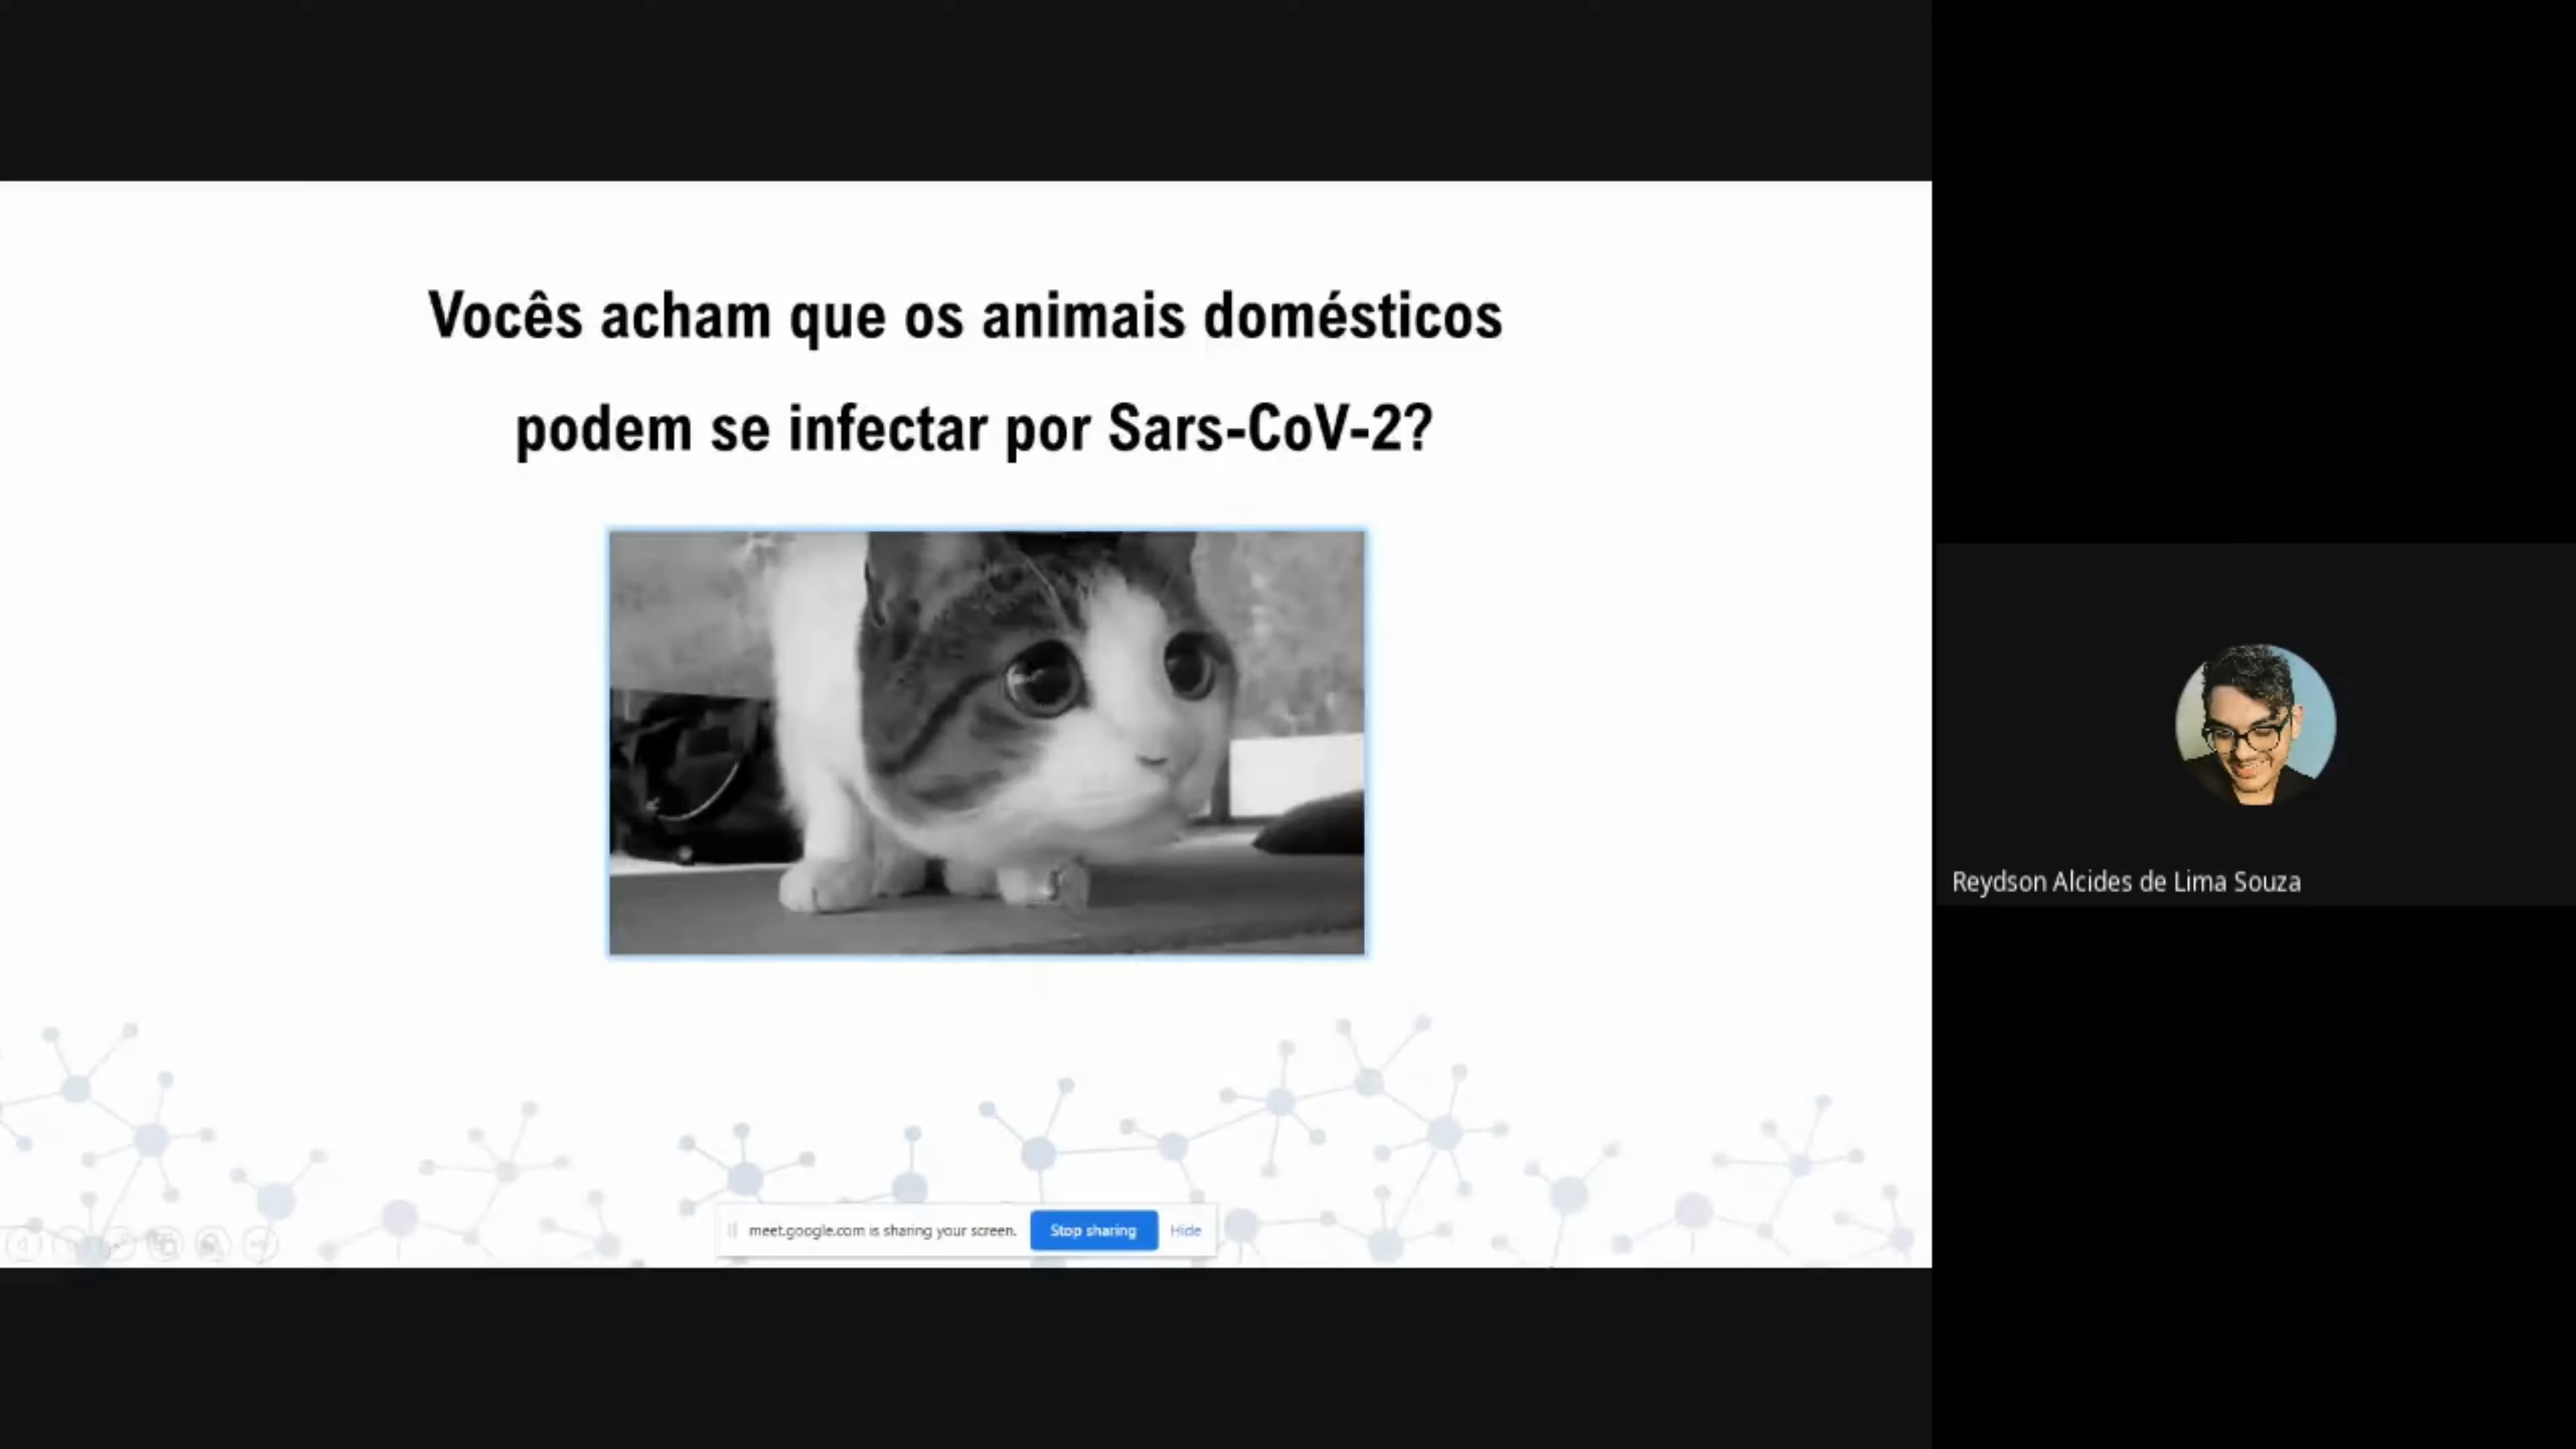 Vocês acham que os animais domésticos
podem se infectar por Sars-CoV-2?
Reydson Alcides de Lima Souza
meet.google.com is sharing your screen.
Stop sharing
Hide